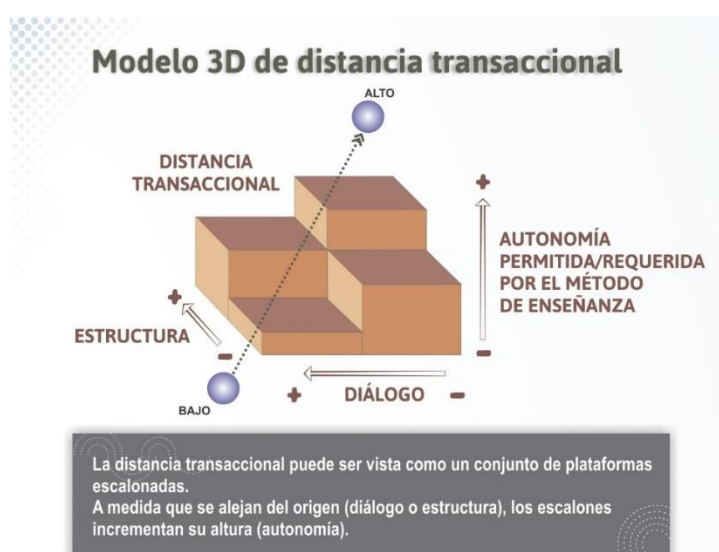 Modelo 3D de distancia transaccional
ALTO
DISTANCIA
TRANSACCIONAL
+
AUTONOMÍA
PERMITIDA/REQUERIDA
POR EL MÉTODO
DE ENSEÑANZA
-
+
ESTRUCTURA
-
BAJO
+ DIÁLOGO -
La distancia transaccional puede ser vista como un conjunto de plataformas
escalonadas.
A medida que se alejan del origen (diálogo o estructura), los escalones
incrementan su altura (autonomía).